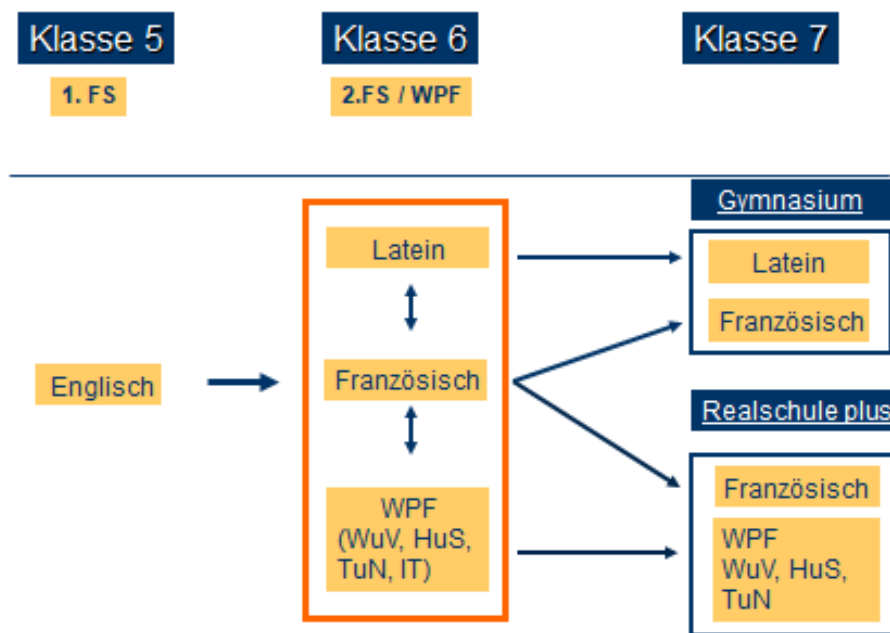 Klasse 5
Klasse 6
Klasse 7
1. FS
2.FS / WPF
Gymnasium
Latein
Latein
Französisch
Englisch
Französisch
Realschule plus
WPF
(WuV, HuS,
TuN, IT)
Französisch
WPF
WuV, HuS,
TuN